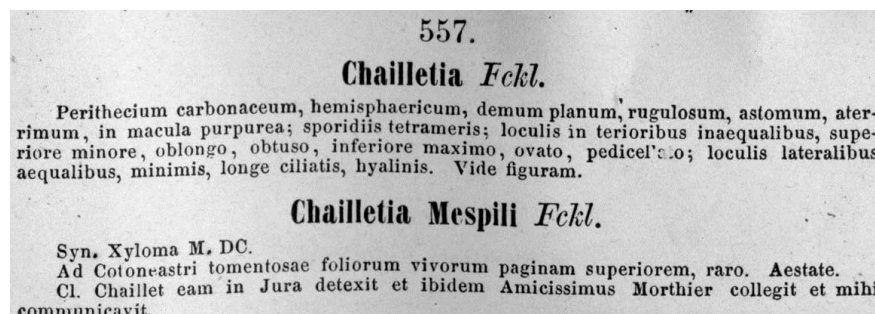 557.
Chailletia Fckl.
Perithecium carbonaceum, hemisphaericum, demum planum, rugulosum, astomum, ater-
rimum, in macula purpurea; sporidiis tetrameris; loculis in terioribus inaequalibus, supe-
riore minore, oblongo, obtuso, inferiore maximo, ovato, pedicellato; loculis lateralibus
aequalibus, minimis, longe ciliatis, hyalinis. Vide figuram.
Chailletia Mespili Fckl.
Syn. Xyloma M. DC.
Ad Cotoneastri tomentosae foliorum vivorum paginam superiorem, raro. Aestate.
Cl. Chaillet eam in Jura detexit et ibidem Amicissimus Morthier collegit et mihi
communicavit.